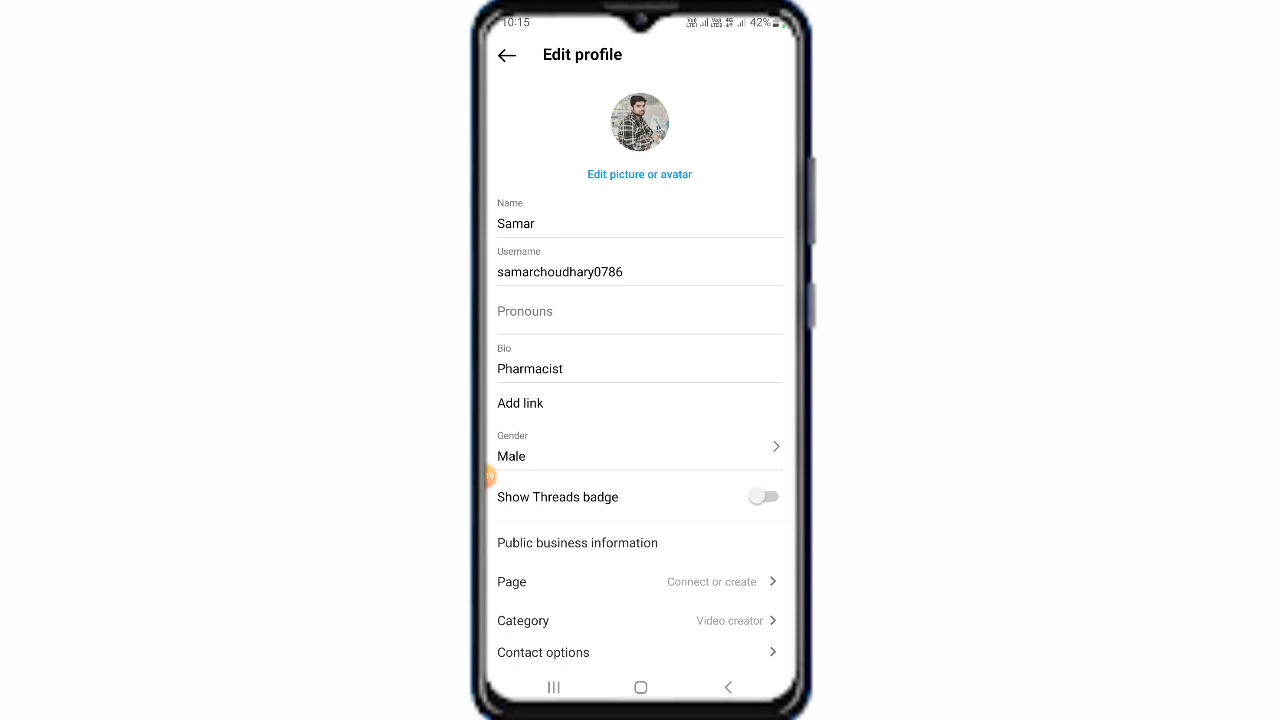 10:15 42%
Edit profile
Edit picture or avatar
Name
Samar
Username
samarchoudhary0786
Pronouns
Bio
Pharmacist
Add link
Gender
Male
Show Threads badge
Public business information
Page Connect or create
Category Video creator
Contact options